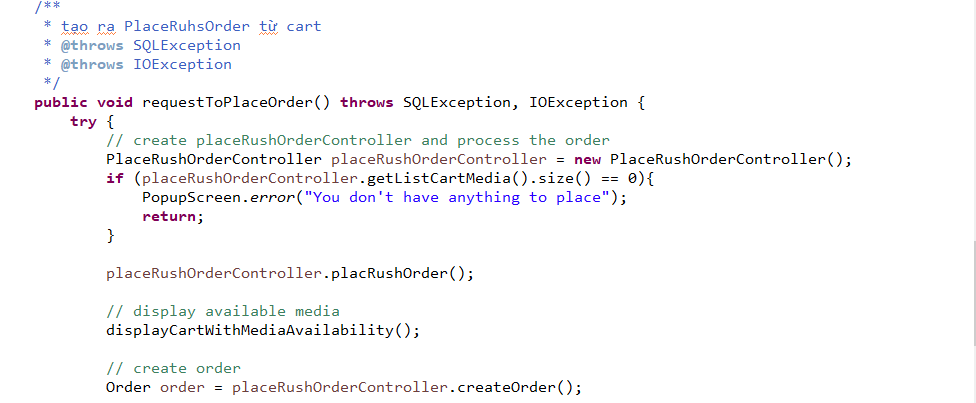 /**
 * tạo ra PlaceRuhsOrder từ cart
 * @throws SQLException
 * @throws IOException
 */
public void requestToPlaceOrder() throws SQLException, IOException {
    try {
        // create placeRushOrderController and process the order
        PlaceRushOrderController placeRushOrderController = new PlaceRushOrderController();
        if (placeRushOrderController.getListCartMedia().size() == 0){
            PopupScreen.error("You don't have anything to place");
            return;
        }
        placeRushOrderController.placRushOrder();
        // display available media
        displayCartWithMediaAvailability();
        // create order
        Order order = placeRushOrderController.createOrder();